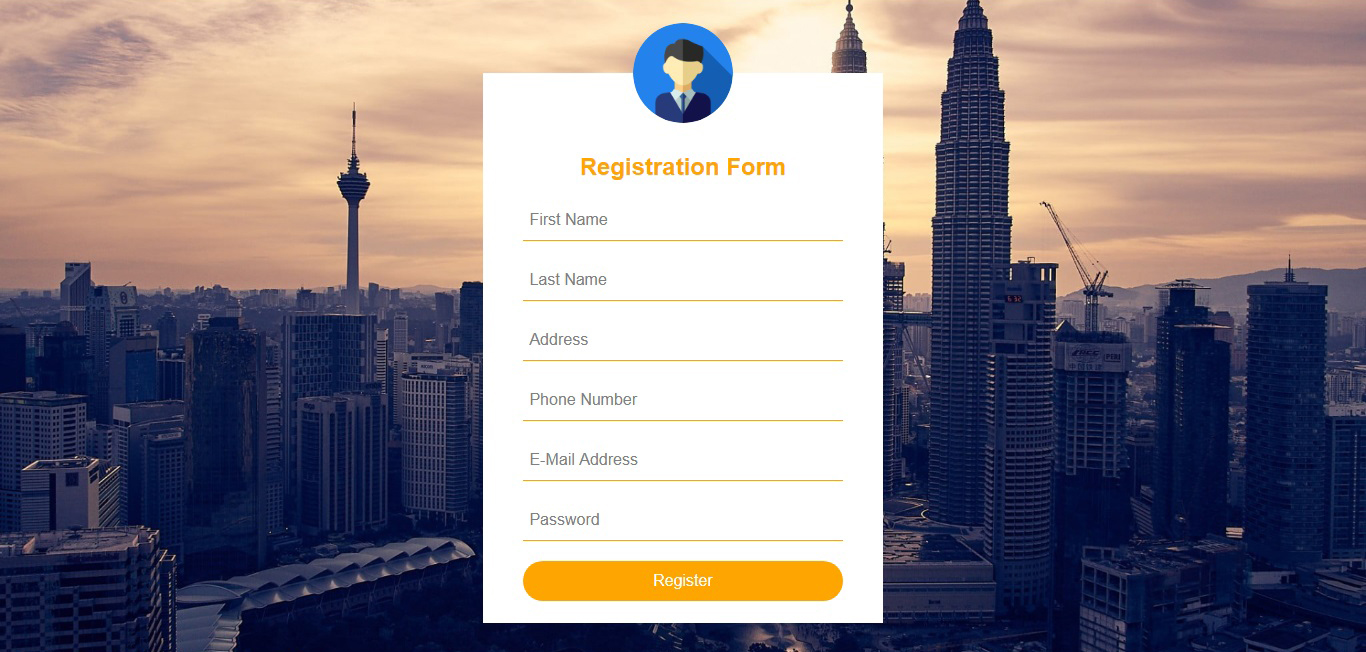 Registration Form
First Name
Last Name
Address
Phone Number
E-Mail Address
Password
Register